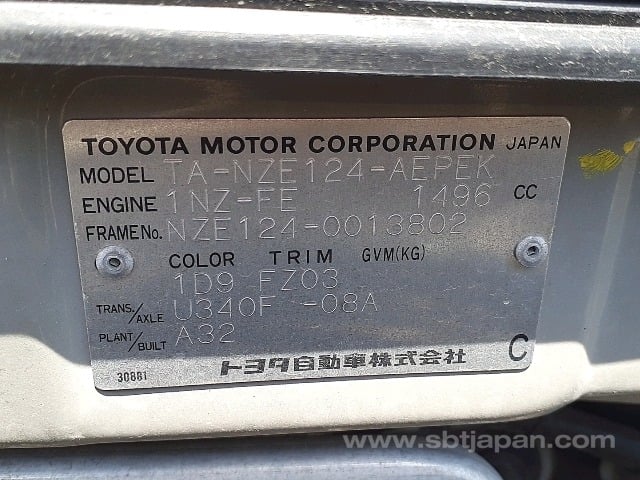 TOYOTA MOTOR CORPORATION JAPAN
MODEL TA-NZE124-AEPEK
ENGINE 1NZ-FE 1496 CC
FRAME No. NZE124-0013802
COLOR TRIM GVM(KG)
1D9 FZ03
TRANS./AXLE U340F -08A
PLANT/BUILT A32
トヨタ自動車株式会社 C
30881
www.sbtjapan.com